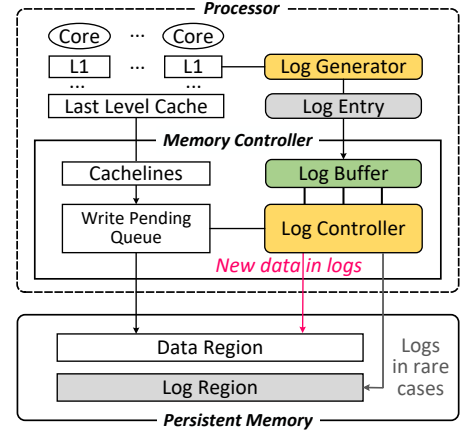 Processor
Core ... Core
L1 ... L1
Log Generator
... ...
Last Level Cache
Log Entry
Memory Controller
Cachelines
Log Buffer
Write Pending
Queue
Log Controller
New data in logs
Data Region
Logs
in rare
cases
Log Region
Persistent Memory